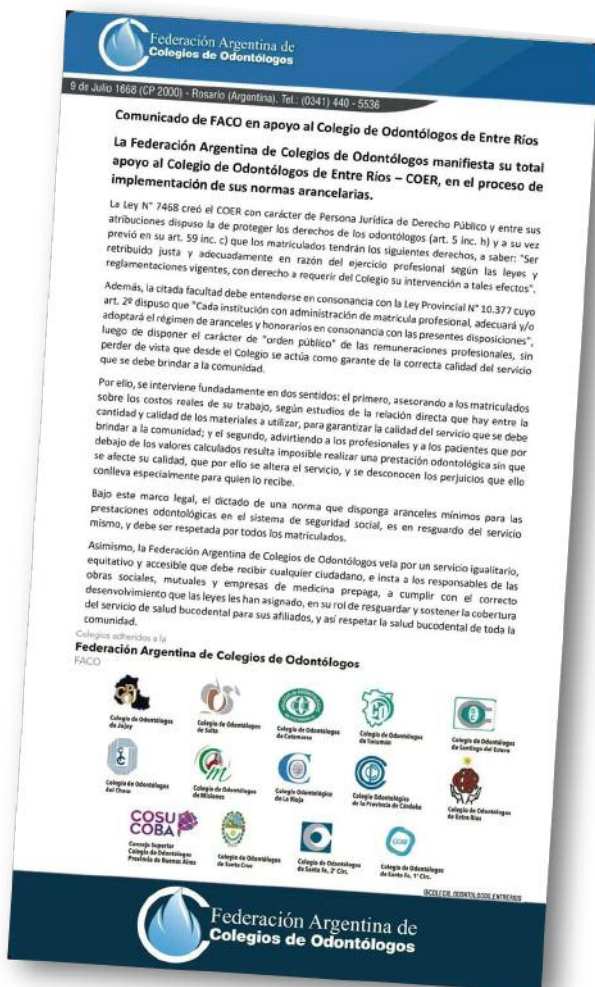 Federación Argentina de
Colegios de Odontólogos
9 de Julio 1668 (CP 2000) - Rosario (Argentina). Tel.: (0341) 440 - 5536
Comunicado de FACO en apoyo al Colegio de Odontólogos de Entre Ríos
La Federación Argentina de Colegios de Odontólogos manifiesta su total
apoyo al Colegio de Odontólogos de Entre Ríos – COER, en el proceso de
implementación de sus normas arancelarias.
La Ley N° 7468 creó el COER con carácter de Persona Jurídica de Derecho Público y entre sus
atribuciones dispuso la de proteger los derechos de los odontólogos (art. 5 inc. h) y a su vez
previó en su art. 59 inc. c) que los matriculados tendrán los siguientes derechos, a saber: "Ser
retribuido justa y adecuadamente en razón del ejercicio profesional según las leyes y
reglamentaciones vigentes, con derecho a requerir del Colegio su intervención a tales efectos".
Además, la citada facultad debe entenderse en consonancia con la Ley Provincial N° 10.377 cuyo
art. 2º dispuso que "Cada institución con administración de matrícula profesional, adecuará y/o
adoptará el régimen de aranceles y honorarios en consonancia con las presentes disposiciones",
luego de disponer el carácter de "orden público" de las remuneraciones profesionales, sin
perder de vista que desde el Colegio se actúa como garante de la correcta calidad del servicio
que se debe brindar a la comunidad.
Por ello, se interviene fundadamente en dos sentidos: el primero, asesorando a los matriculados
sobre los costos reales de su trabajo, según estudios de la relación directa que hay entre la
cantidad y calidad de los materiales a utilizar, para garantizar la calidad del servicio que se debe
brindar a la comunidad; y el segundo, advirtiendo a los profesionales y a los pacientes que por
debajo de los valores calculados resulta imposible realizar una prestación odontológica sin que
se afecte su calidad, que por ello se altera el servicio, y se desconocen los perjuicios que ello
conlleva especialmente para quien lo recibe.
Bajo este marco legal, el dictado de una norma que disponga aranceles mínimos para las
prestaciones odontológicas en el sistema de seguridad social, es en resguardo del servicio
mismo, y debe ser respetada por todos los matriculados.
Asimismo, la Federación Argentina de Colegios de Odontólogos vela por un servicio igualitario,
equitativo y accesible que debe recibir cualquier ciudadano, e insta a los responsables de las
obras sociales, mutuales y empresas de medicina prepaga, a cumplir con el correcto
desenvolvimiento que las leyes les han asignado, en su rol de resguardar y sostener la cobertura
del servicio de salud bucodental para sus afiliados, y así respetar la salud bucodental de toda la
comunidad.
Colegios adheridos a la
Federación Argentina de Colegios de Odontólogos
FACO
Colegio de Odontólogos
de Jujuy
Colegio de Odontólogos
de Salta
Colegio de Odontólogos
de Catamarca
Colegio de Odontólogos
de Tucumán
Colegio de Odontólogos
de Santiago del Estero
Colegio de Odontólogos
del Chaco
Colegio de Odontólogos
de Misiones
Colegio Odontológico
de La Rioja
Colegio Odontológico
de la Provincia de Córdoba
Colegio de Odontólogos
de Entre Ríos
COSU
COBA
Consejo Superior
Colegio de Odontólogos
Provincia de Buenos Aires
Colegio de Odontólogos
de Santa Cruz
Colegio de Odontólogos
de Santa Fe, 2ª Circ.
Colegio de Odontólogos
de Santa Fe, 1ª Circ.
@COLEGIO.ODONTOLOGOS.ENTRERIOS
Federación Argentina de
Colegios de Odontólogos